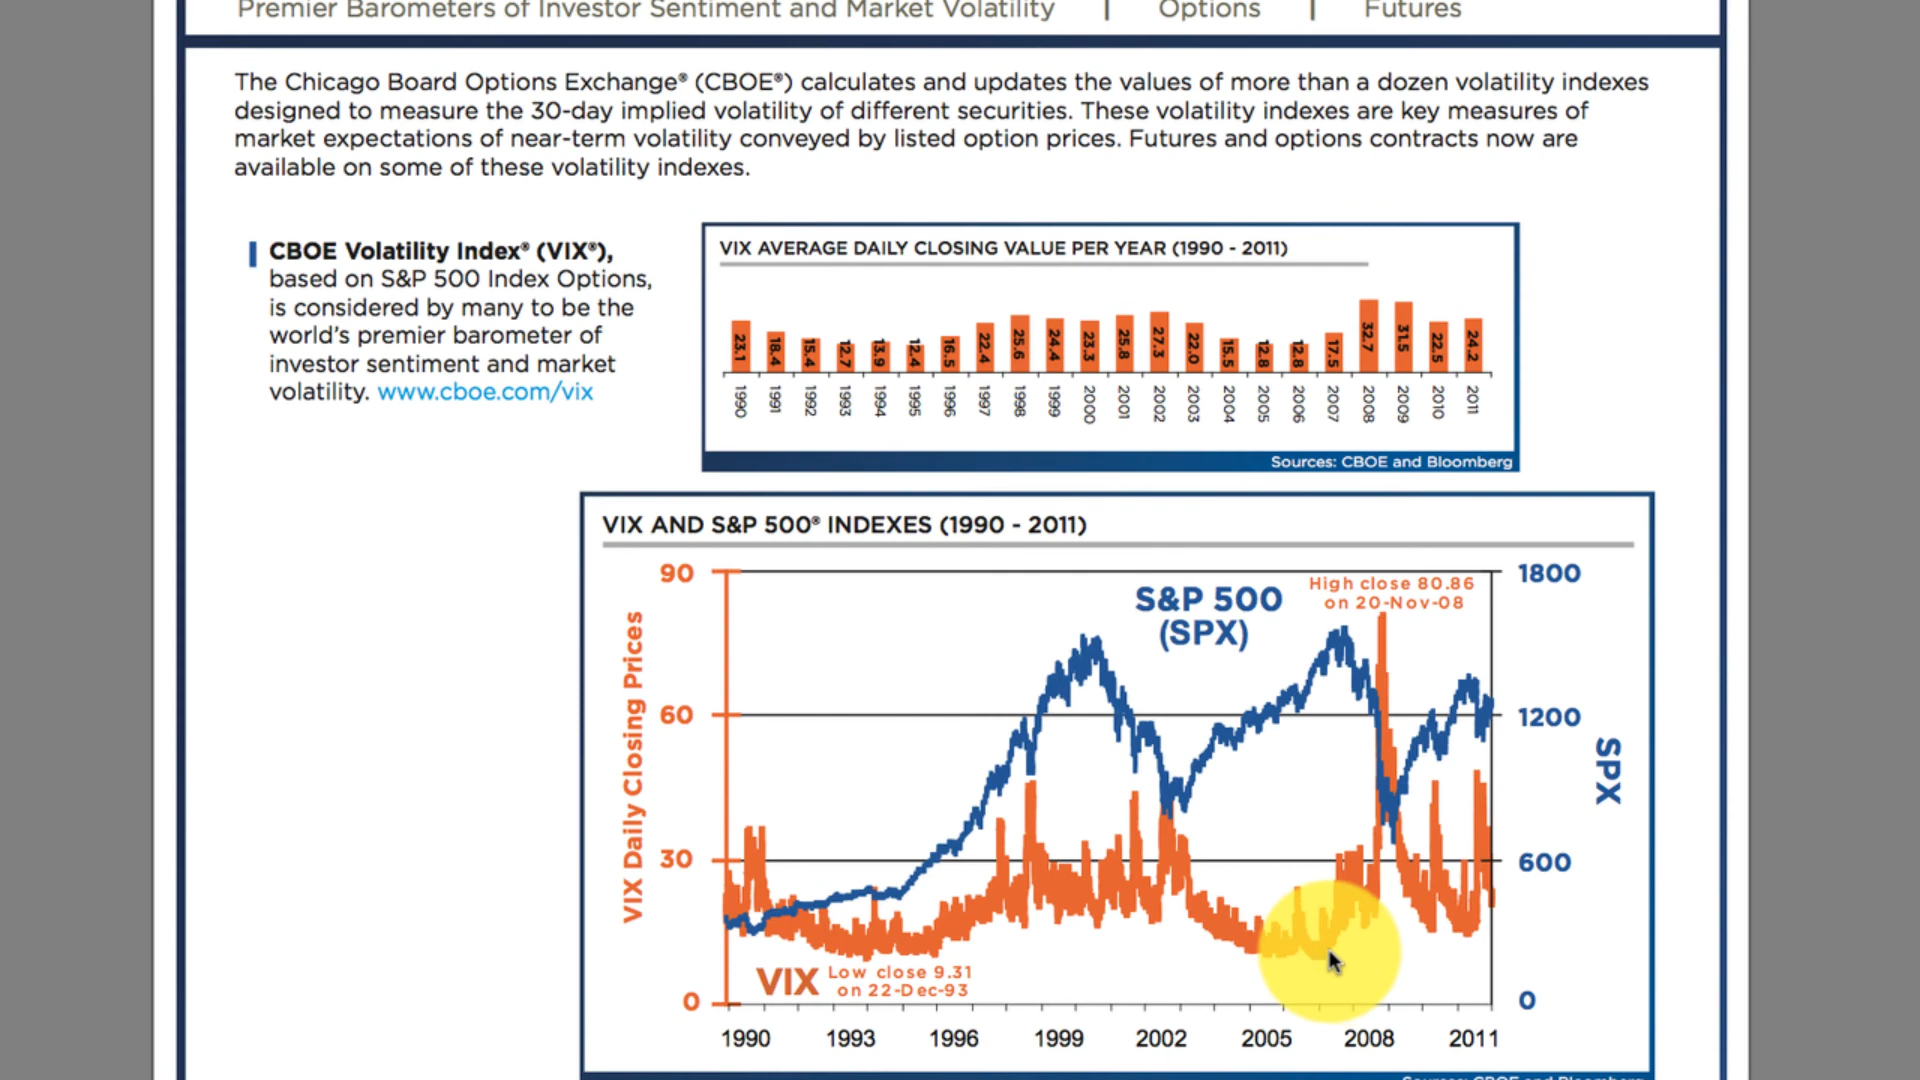 Premier Barometers of Investor Sentiment and Market Volatility | Options | Futures
The Chicago Board Options Exchange® (CBOE®) calculates and updates the values of more than a dozen volatility indexes
designed to measure the 30-day implied volatility of different securities. These volatility indexes are key measures of
market expectations of near-term volatility conveyed by listed option prices. Futures and options contracts now are
available on some of these volatility indexes.
CBOE Volatility Index® (VIX®),
based on S&P 500 Index Options,
is considered by many to be the
world's premier barometer of
investor sentiment and market
volatility. www.cboe.com/vix
VIX AVERAGE DAILY CLOSING VALUE PER YEAR (1990 - 2011)
23.1 18.4 15.4 12.7 13.9 12.4 16.5 22.4 25.6 24.4 23.3 25.8 27.3 22.0 15.5 12.8 12.8 17.5 32.7 31.5 22.5 24.2
1990 1991 1992 1993 1994 1995 1996 1997 1998 1999 2000 2001 2002 2003 2004 2005 2006 2007 2008 2009 2010 2011
Sources: CBOE and Bloomberg
VIX AND S&P 500® INDEXES (1990 - 2011)
VIX Daily Closing Prices
90
60
30
0
S&P 500
(SPX)
High close 80.86
on 20-Nov-08
VIX
Low close 9.31
on 22-Dec-93
1800
1200
600
0
SPX
1990 1993 1996 1999 2002 2005 2008 2011
Sources: CBOE and Bloomberg